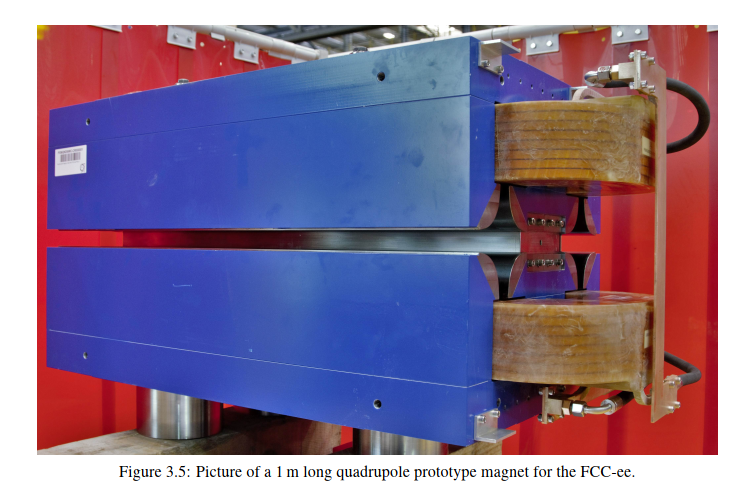 Figure 3.5: Picture of a 1 m long quadrupole prototype magnet for the FCC-ee.